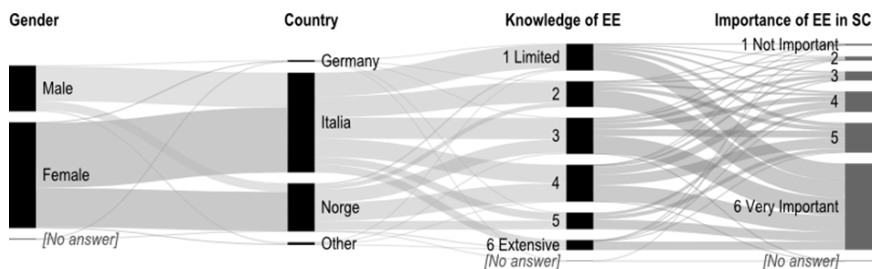 Gender
Country
Knowledge of EE
Importance of EE in SC
Male
Female
[No answer]
Germany
Italia
Norge
Other
1 Limited
2
3
4
5
6 Extensive
[No answer]
1 Not Important
2
3
4
5
6 Very Important
[No answer]